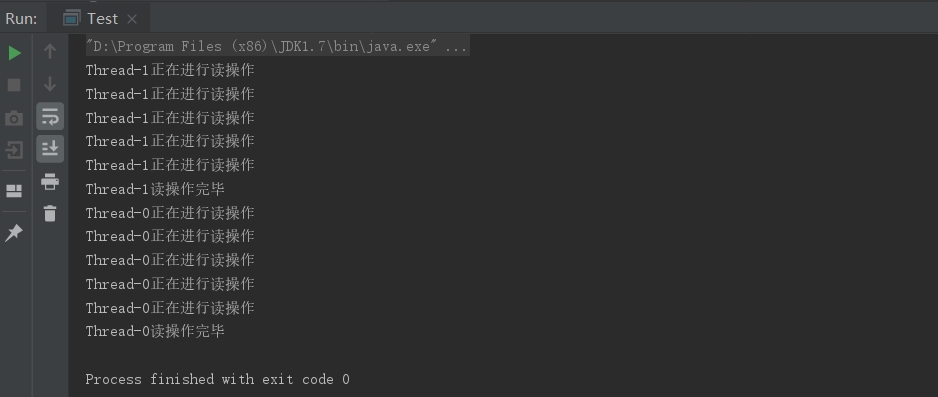 Run: Test
"D:\Program Files (x86)\JDK1.7\bin\java.exe" ...
Thread-1正在进行读操作
Thread-1正在进行读操作
Thread-1正在进行读操作
Thread-1正在进行读操作
Thread-1正在进行读操作
Thread-1读操作完毕
Thread-0正在进行读操作
Thread-0正在进行读操作
Thread-0正在进行读操作
Thread-0正在进行读操作
Thread-0正在进行读操作
Thread-0读操作完毕
Process finished with exit code 0